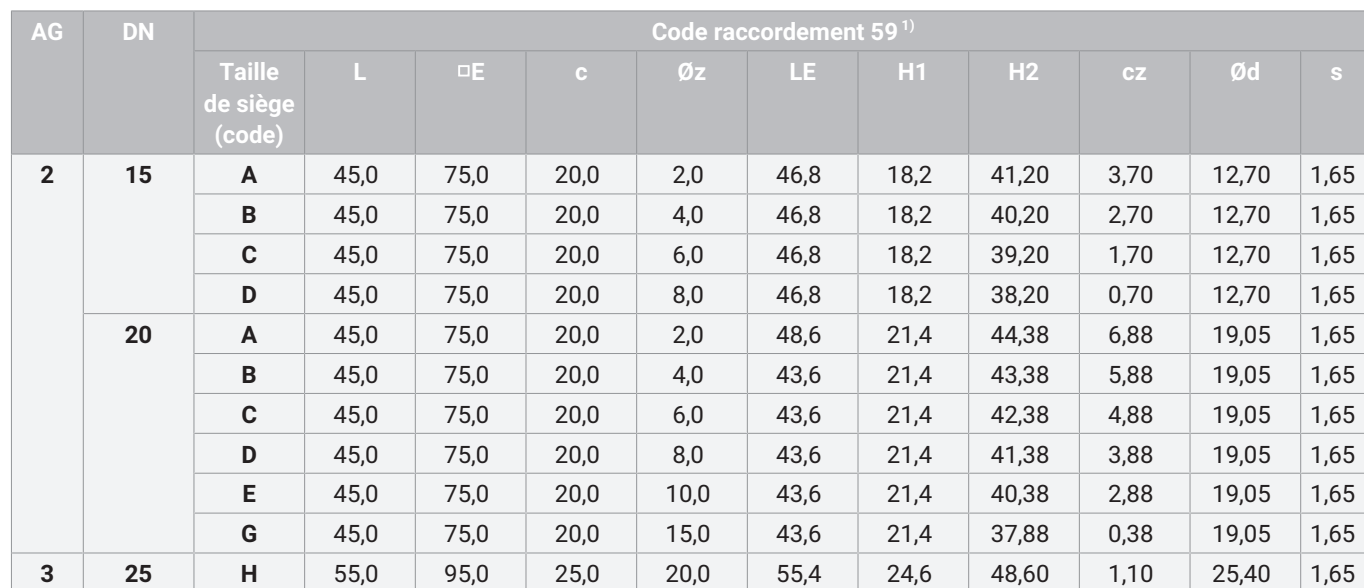 AG DN Code raccordement 59 1)
Taille de siège (code) L □E c Øz LE H1 H2 cz Ød s
2 15 A 45,0 75,0 20,0 2,0 46,8 18,2 41,20 3,70 12,70 1,65
B 45,0 75,0 20,0 4,0 46,8 18,2 40,20 2,70 12,70 1,65
C 45,0 75,0 20,0 6,0 46,8 18,2 39,20 1,70 12,70 1,65
D 45,0 75,0 20,0 8,0 46,8 18,2 38,20 0,70 12,70 1,65
20 A 45,0 75,0 20,0 2,0 48,6 21,4 44,38 6,88 19,05 1,65
B 45,0 75,0 20,0 4,0 43,6 21,4 43,38 5,88 19,05 1,65
C 45,0 75,0 20,0 6,0 43,6 21,4 42,38 4,88 19,05 1,65
D 45,0 75,0 20,0 8,0 43,6 21,4 41,38 3,88 19,05 1,65
E 45,0 75,0 20,0 10,0 43,6 21,4 40,38 2,88 19,05 1,65
G 45,0 75,0 20,0 15,0 43,6 21,4 37,88 0,38 19,05 1,65
3 25 H 55,0 95,0 25,0 20,0 55,4 24,6 48,60 1,10 25,40 1,65